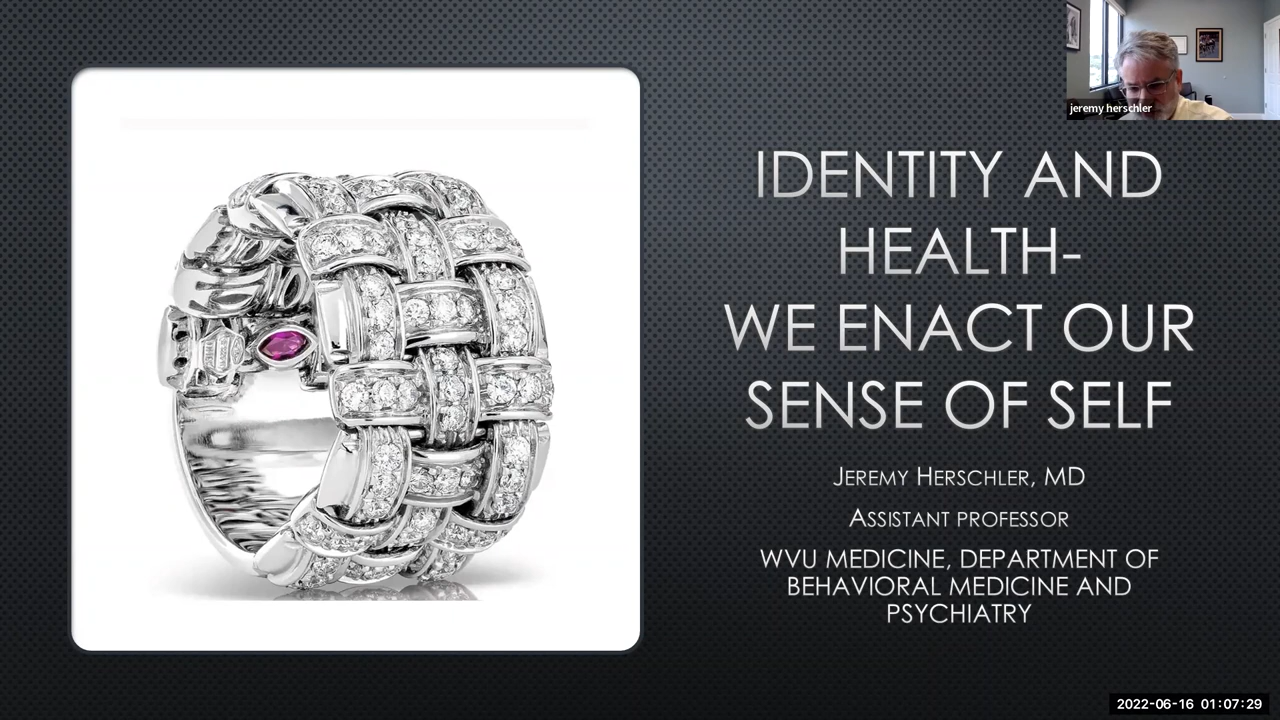 jeremy herschler
IDENTITY AND
HEALTH-
WE ENACT OUR
SENSE OF SELF
JEREMY HERSCHLER, MD
ASSISTANT PROFESSOR
WVU MEDICINE, DEPARTMENT OF
BEHAVIORAL MEDICINE AND
PSYCHIATRY
2022-06-16 01:07:29